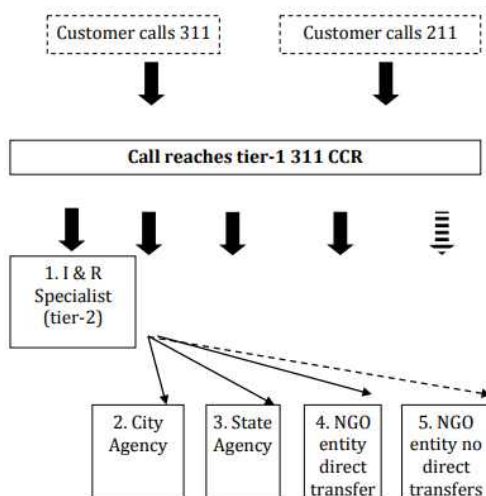 Customer calls 311
Customer calls 211
Call reaches tier-1 311 CCR
1. I & R
Specialist
(tier-2)
2. City
Agency
3. State
Agency
4. NGO
entity
direct
transfer
5. NGO
entity no
direct
transfers